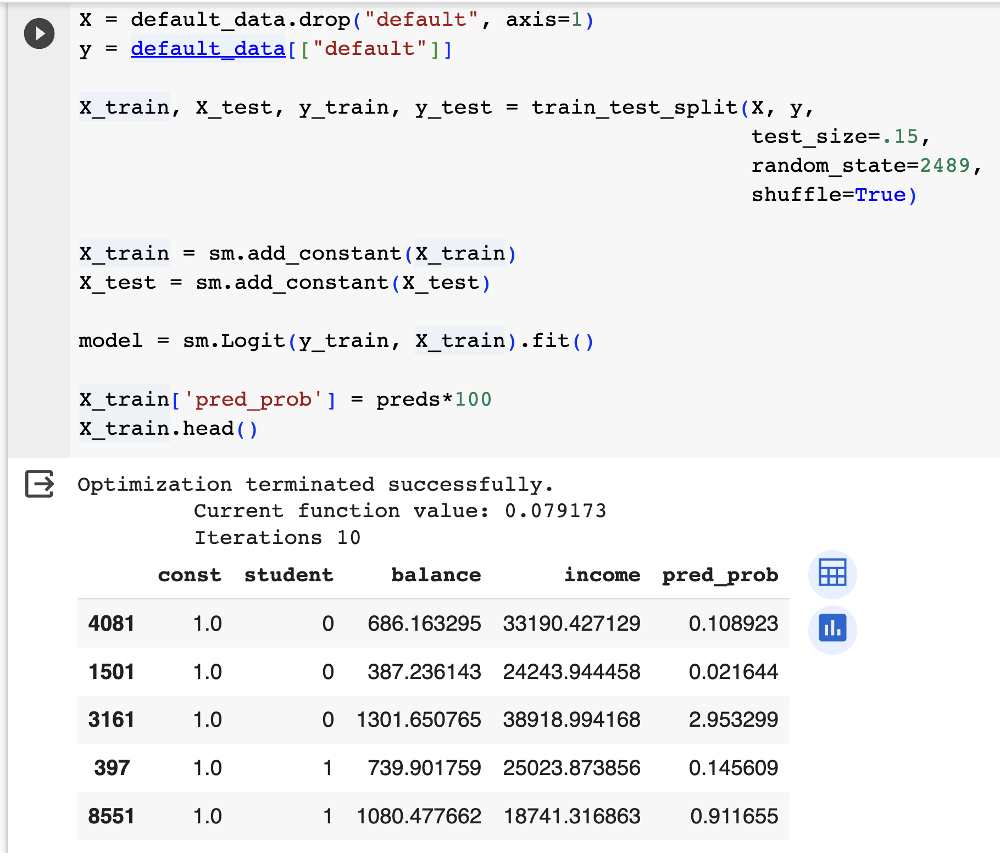 X = default_data.drop("default", axis=1)
y = default_data[["default"]]
X_train, X_test, y_train, y_test = train_test_split(X, y,
test_size=.15,
random_state=2489,
shuffle=True)
X_train = sm.add_constant(X_train)
X_test = sm.add_constant(X_test)
model = sm.Logit(y_train, X_train).fit()
X_train['pred_prob'] = preds*100
X_train.head()
Optimization terminated successfully.
Current function value: 0.079173
Iterations 10
const student balance income pred_prob
4081 1.0 0 686.163295 33190.427129 0.108923
1501 1.0 0 387.236143 24243.944458 0.021644
3161 1.0 0 1301.650765 38918.994168 2.953299
397 1.0 1 739.901759 25023.873856 0.145609
8551 1.0 1 1080.477662 18741.316863 0.911655